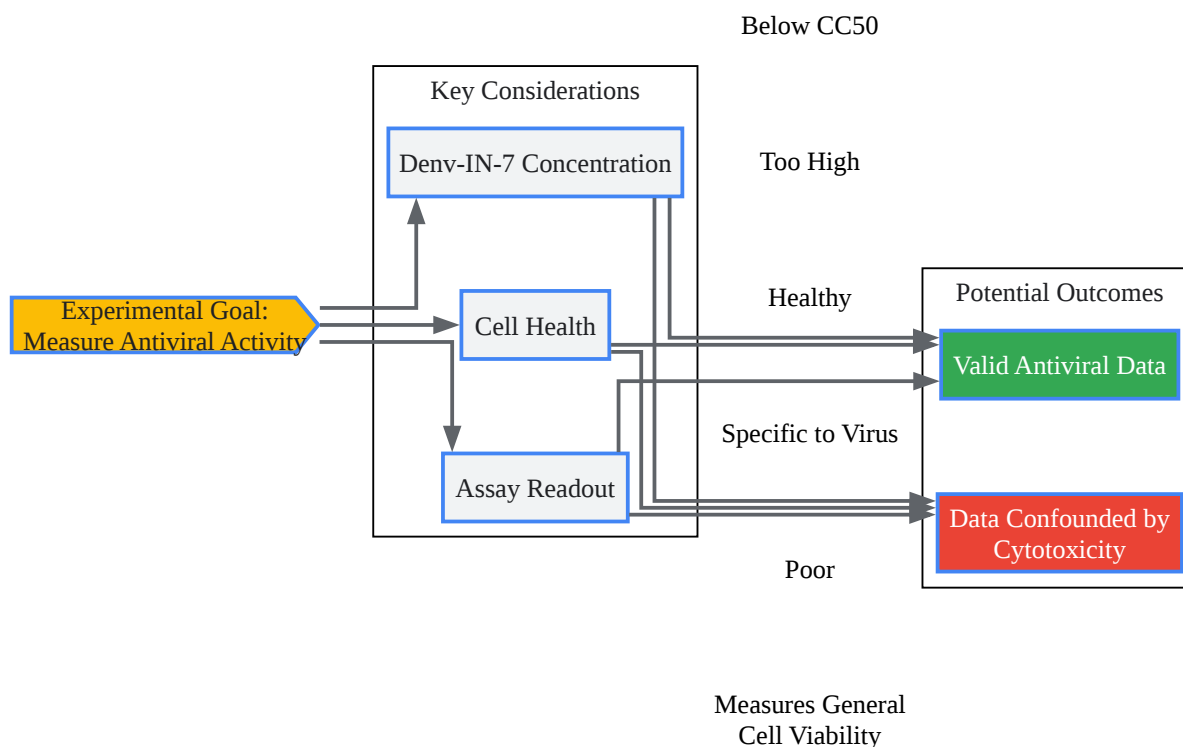 Below CC50
Key Considerations
Denv-IN-7 Concentration
Too High
Experimental Goal:
Measure Antiviral Activity
Cell Health
Healthy
Potential Outcomes
Valid Antiviral Data
Specific to Virus
Assay Readout
Data Confounded by
Cytotoxicity
Poor
Measures General
Cell Viability